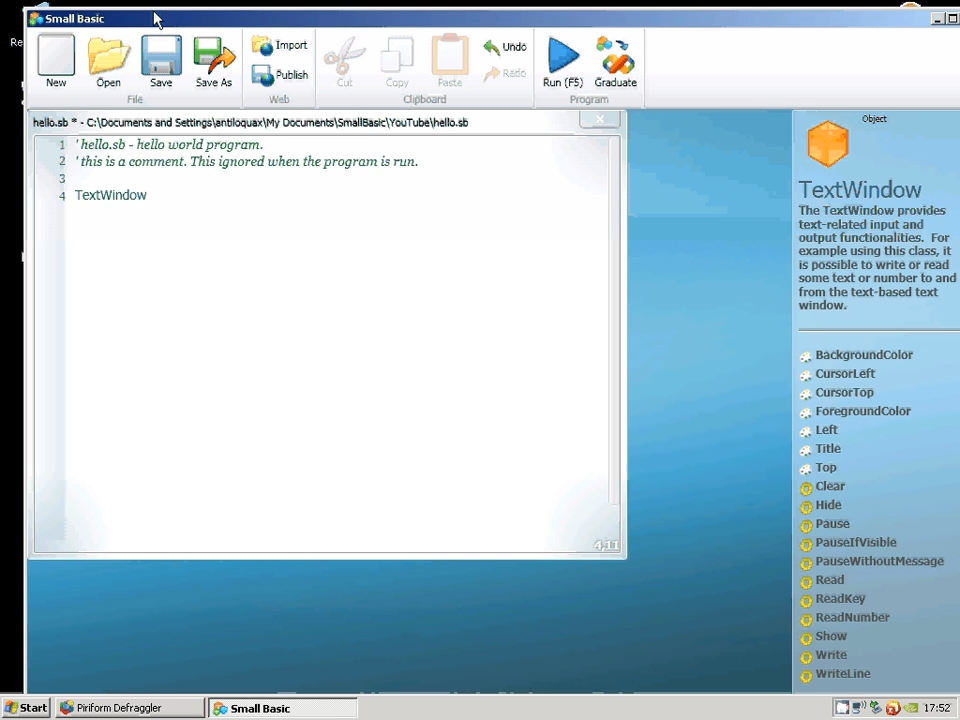 Small Basic
Re
New
Open
Save
Save As
Import
Publish
Cut
Copy
Paste
Undo
Redo
Run (F5)
Graduate
File
Web
Clipboard
Program
hello.sb * - C:\Documents and Settings\antiloquax\My Documents\SmallBasic\YouTube\hello.sb
1 ' hello.sb - hello world program.
2 ' this is a comment. This ignored when the program is run.
3
4 TextWindow
4,11
Object
TextWindow
The TextWindow provides
text-related input and
output functionalities. For
example using this class, it
is possible to write or read
some text or number to and
from the text-based text
window.
BackgroundColor
CursorLeft
CursorTop
ForegroundColor
Left
Title
Top
Clear
Hide
Pause
PauseIfVisible
PauseWithoutMessage
Read
ReadKey
ReadNumber
Show
Write
WriteLine
Start
Piriform Defraggler
Small Basic
17:52